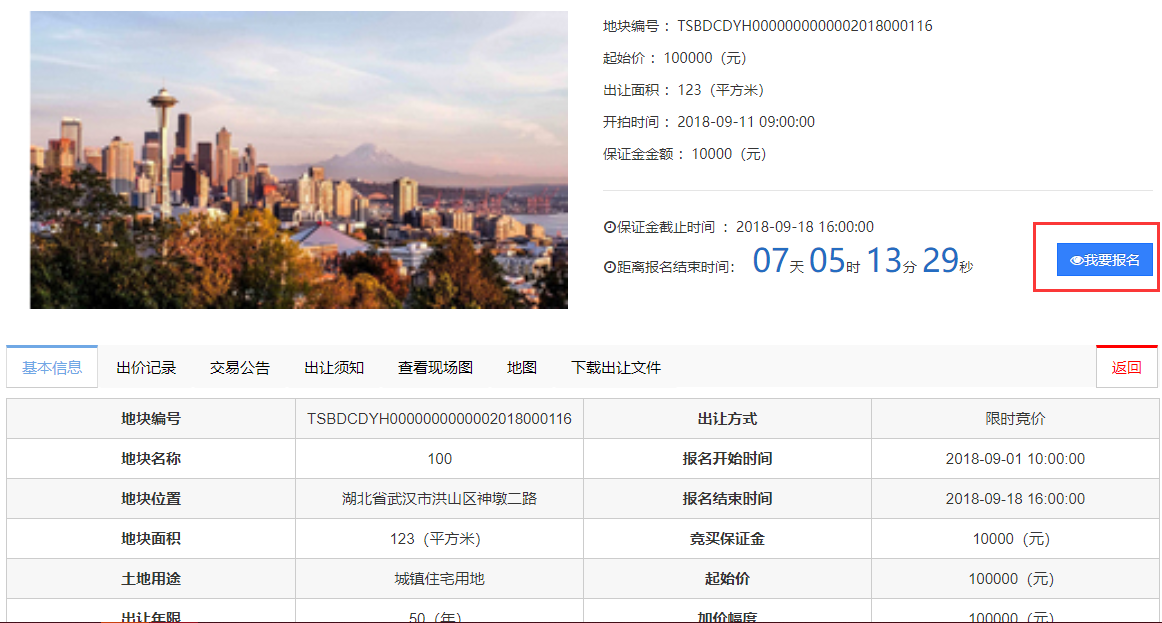 地块编号: TSBDCDYH0000000000002018000116
起始价: 100000 (元)
出让面积: 123 (平方米)
开拍时间: 2018-09-11 09:00:00
保证金金额: 10000 (元)
保证金截止时间 : 2018-09-18 16:00:00
距离报名结束时间: 07天 05时 13分 29秒
我要报名
基本信息 出价记录 交易公告 出让须知 查看现场图 地图 下载出让文件 返回
地块编号 TSBDCDYH0000000000002018000116 出让方式 限时竞价
地块名称 100 报名开始时间 2018-09-01 10:00:00
地块位置 湖北省武汉市洪山区神墩二路 报名结束时间 2018-09-18 16:00:00
地块面积 123 (平方米) 竞买保证金 10000 (元)
土地用途 城镇住宅用地 起始价 100000 (元)
出让年限 50 (年) 加价幅度 100000 (元)